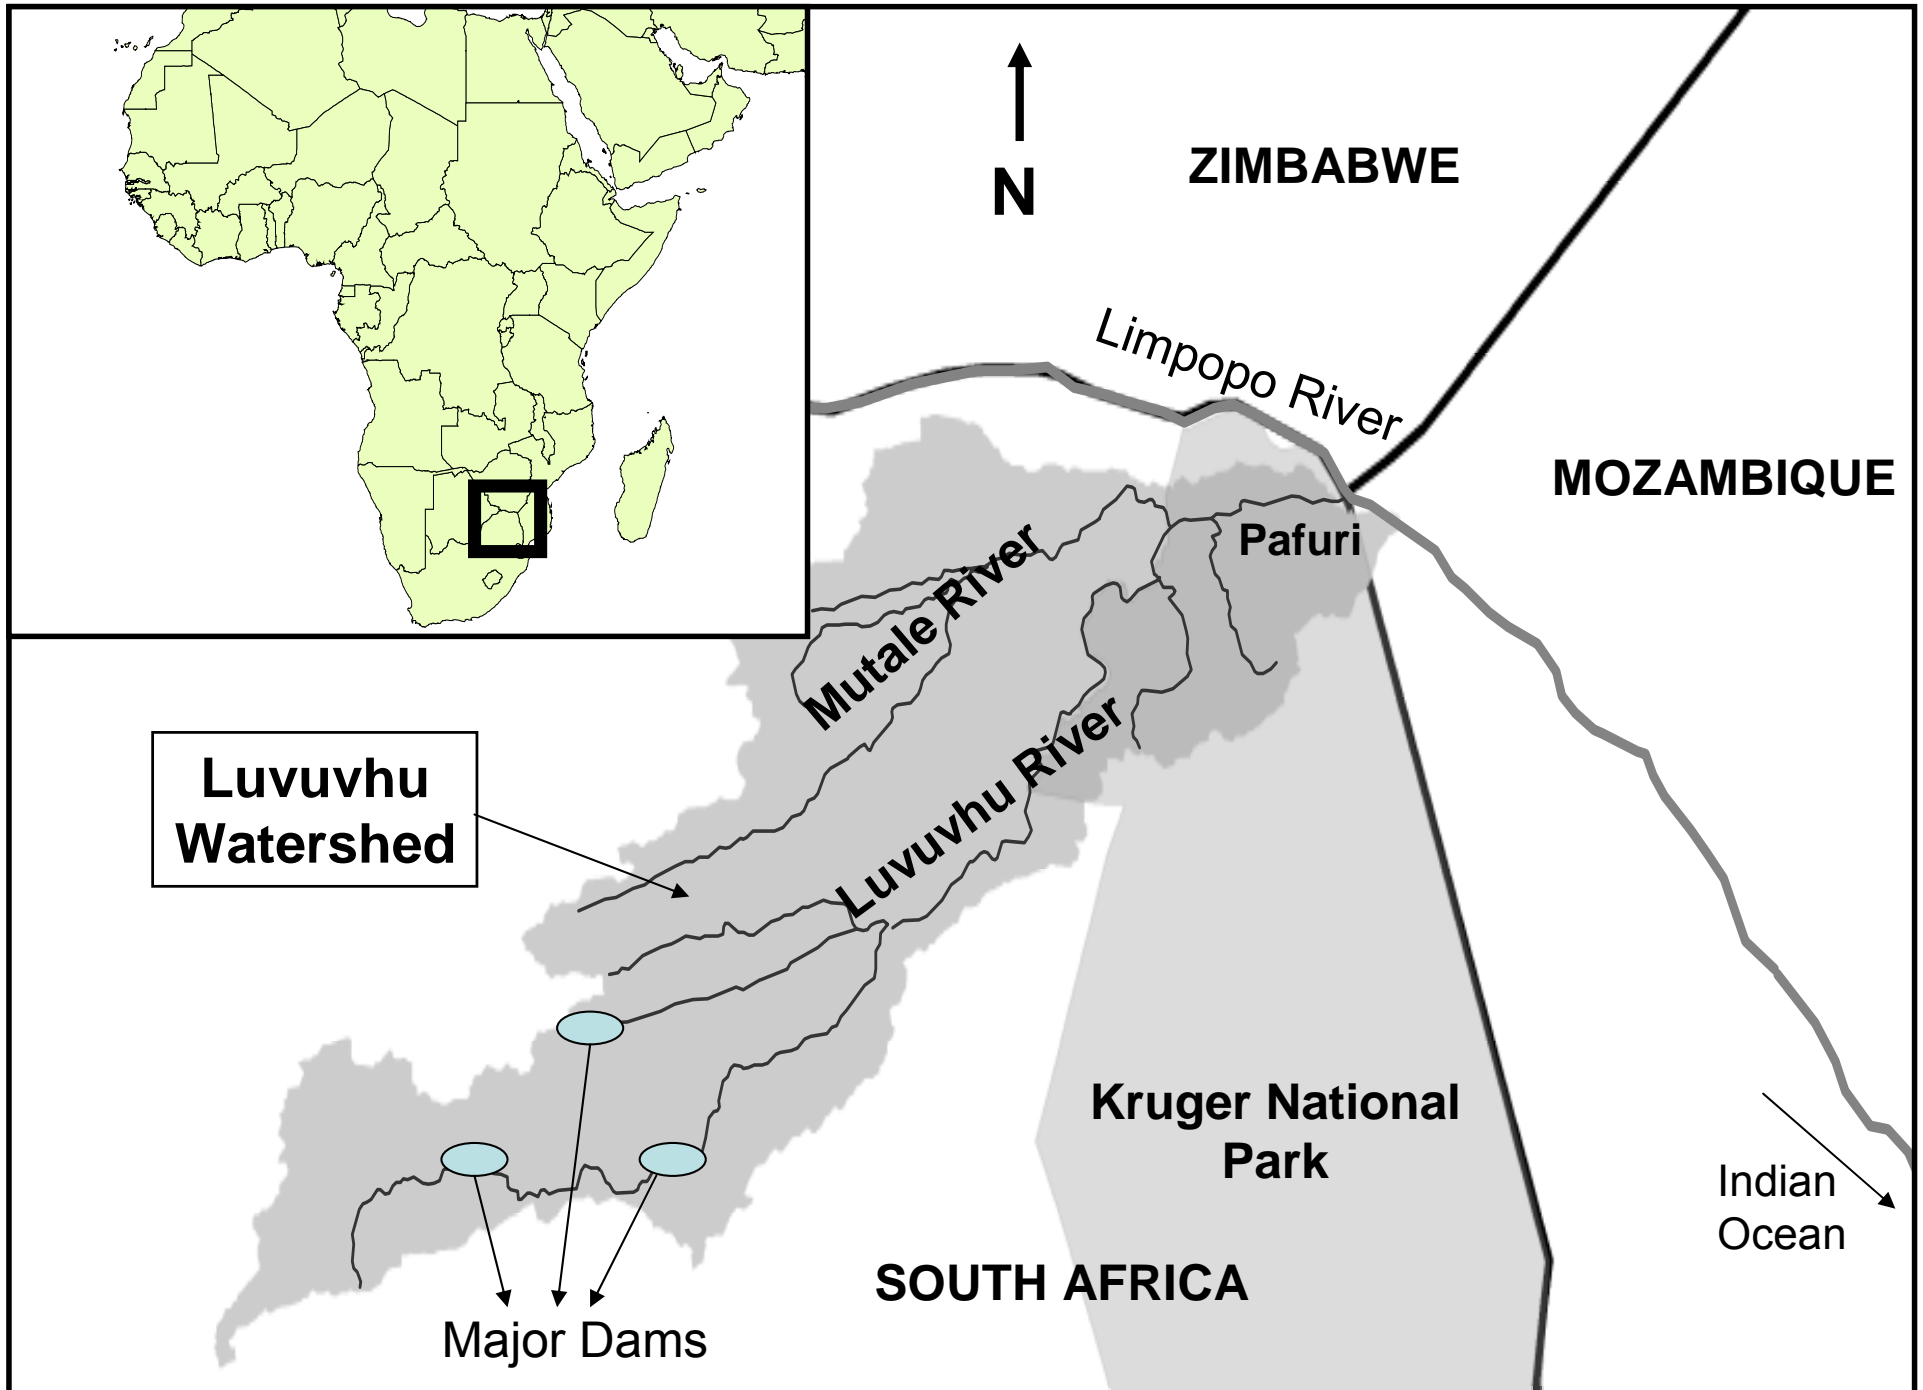 N
ZIMBABWE
Limpopo River
MOZAMBIQUE
Pafuri
Mutale River
Luvuvhu River
Luvuvhu
Watershed
Kruger National
Park
Indian
Ocean
SOUTH AFRICA
Major Dams